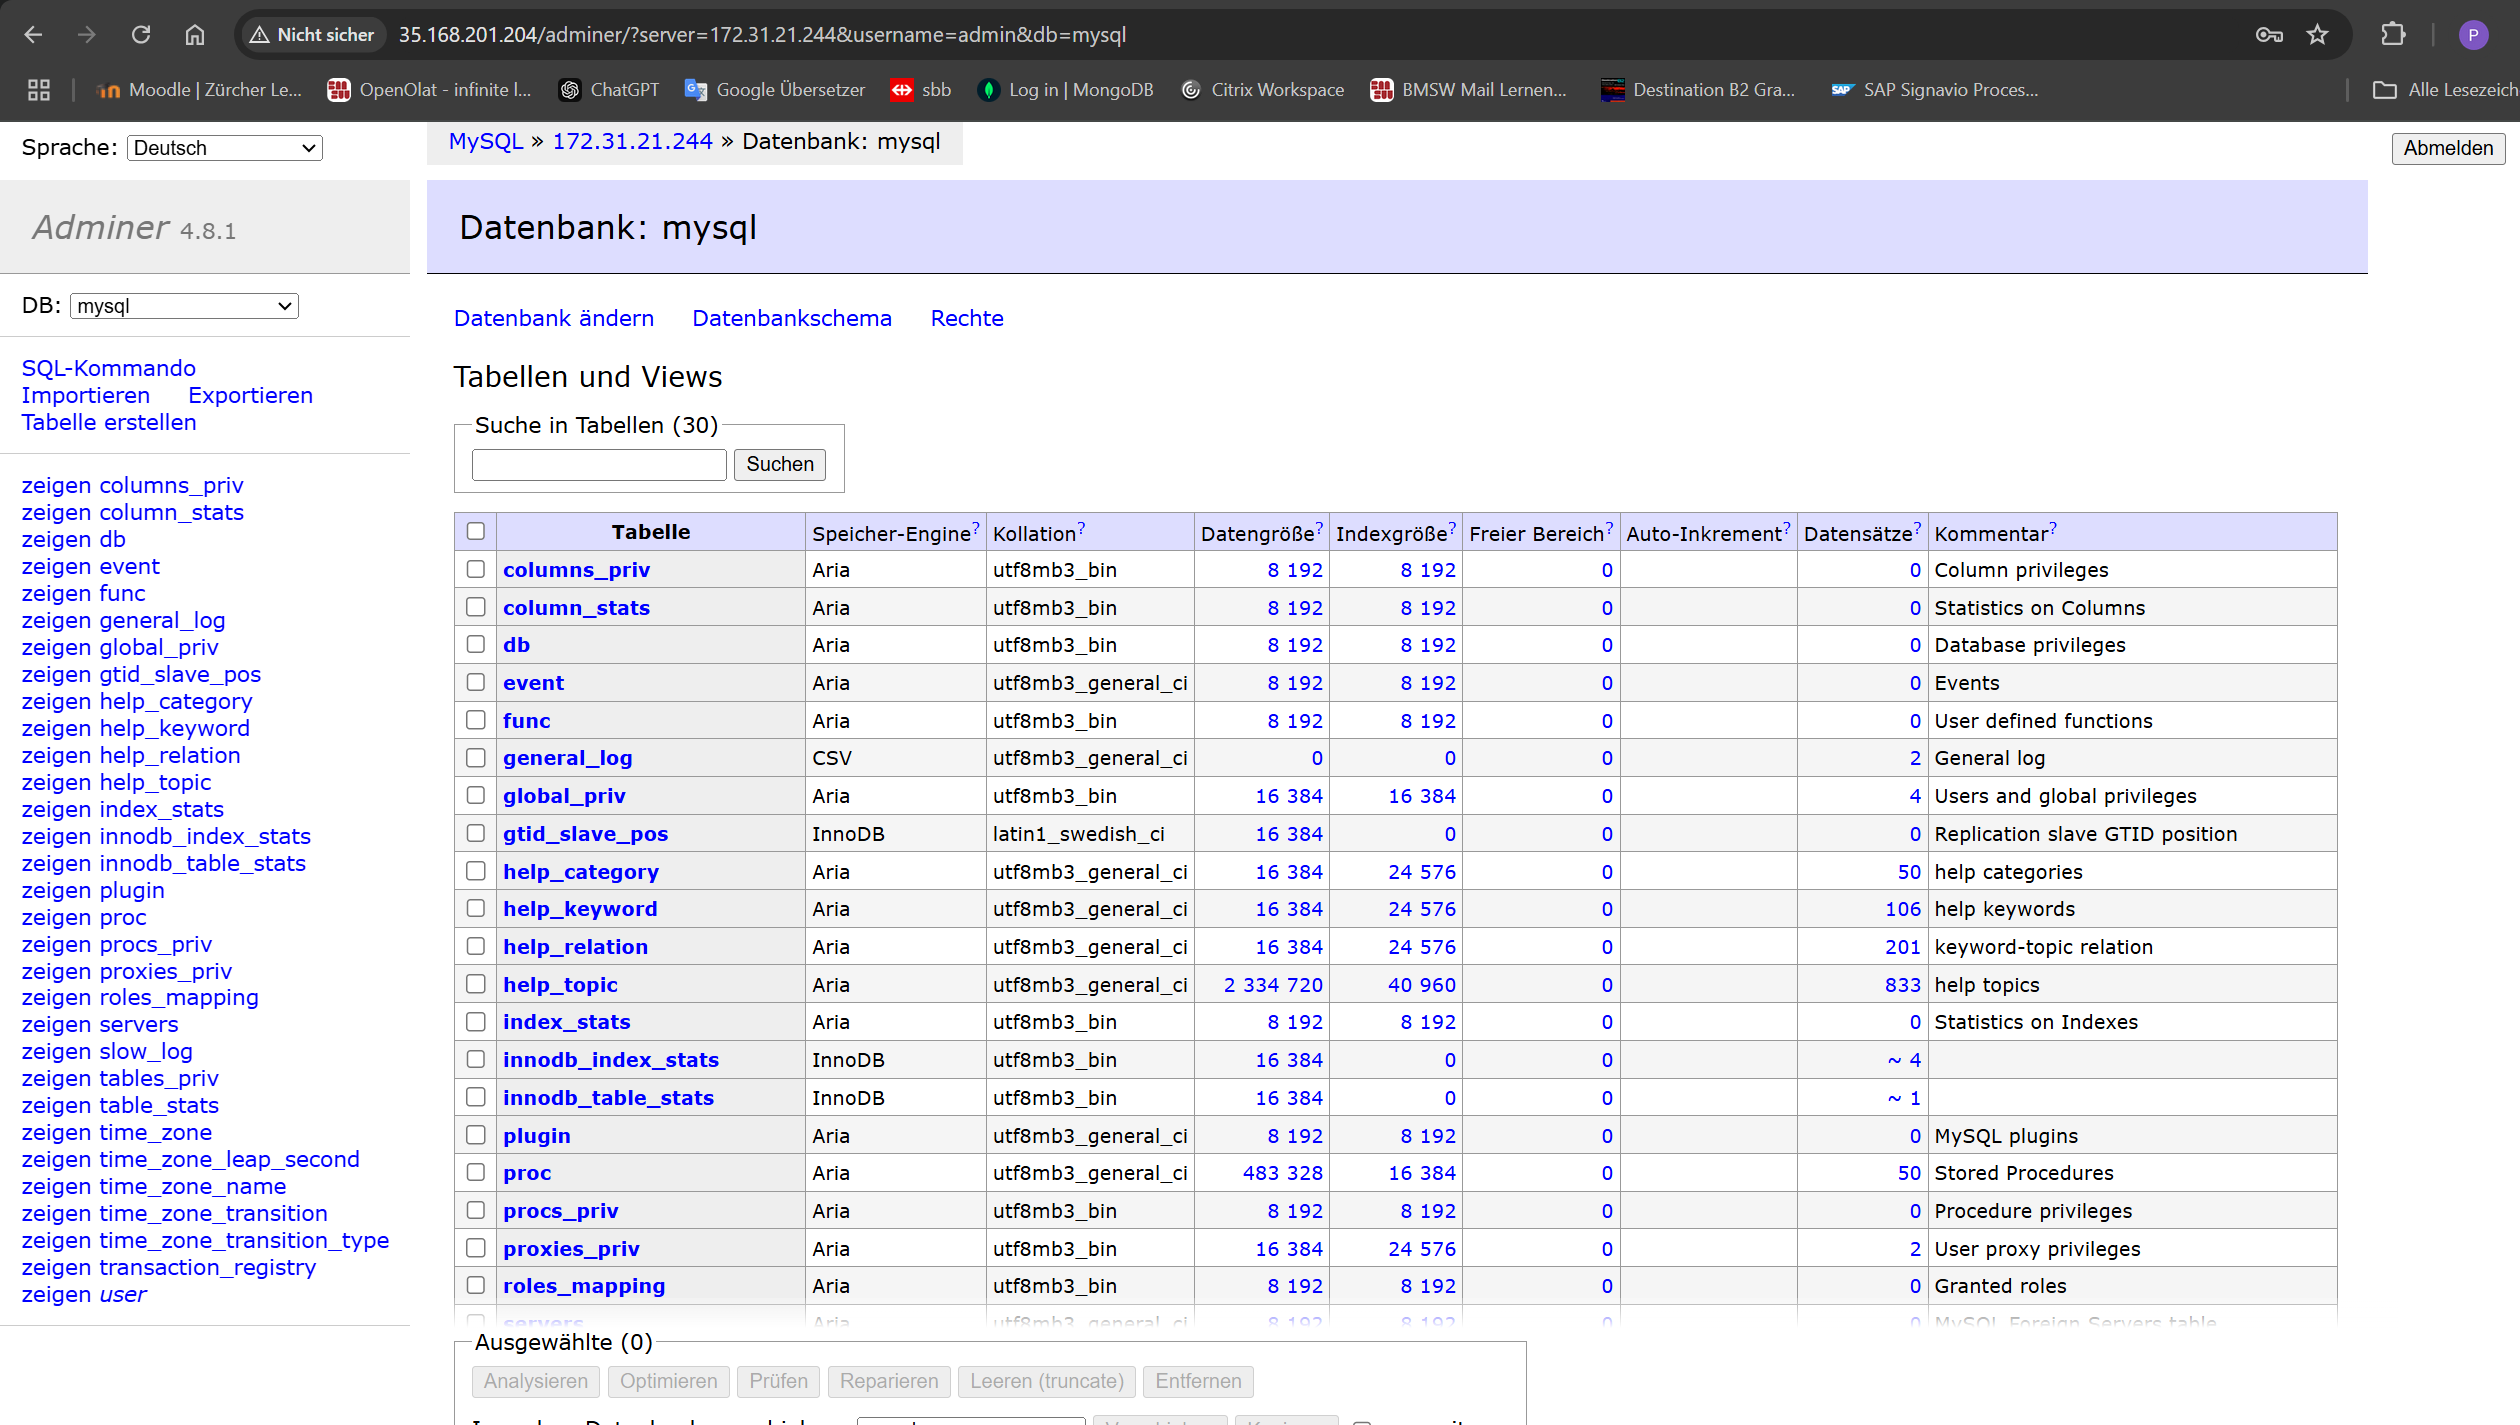 Nicht sicher 35.168.201.204/adminer/?server=172.31.21.244&username=admin&db=mysql P
Moodle | Zürcher Le... OpenOlat - infinite l... ChatGPT Google Übersetzer sbb Log in | MongoDB Citrix Workspace BMSW Mail Lernen... Destination B2 Gra... SAP Signavio Proces... Alle Lesezeich
Sprache: Deutsch
MySQL » 172.31.21.244 » Datenbank: mysql
Abmelden
Adminer 4.8.1
Datenbank: mysql
DB: mysql
Datenbank ändern Datenbankschema Rechte
SQL-Kommando
Importieren Exportieren
Tabelle erstellen
zeigen columns_priv
zeigen column_stats
zeigen db
zeigen event
zeigen func
zeigen general_log
zeigen global_priv
zeigen gtid_slave_pos
zeigen help_category
zeigen help_keyword
zeigen help_relation
zeigen help_topic
zeigen index_stats
zeigen innodb_index_stats
zeigen innodb_table_stats
zeigen plugin
zeigen proc
zeigen procs_priv
zeigen proxies_priv
zeigen roles_mapping
zeigen servers
zeigen slow_log
zeigen tables_priv
zeigen table_stats
zeigen time_zone
zeigen time_zone_leap_second
zeigen time_zone_name
zeigen time_zone_transition
zeigen time_zone_transition_type
zeigen transaction_registry
zeigen user
Tabellen und Views
Suche in Tabellen (30)
Suchen
Tabelle Speicher-Engine? Kollation? Datengröße? Indexgröße? Freier Bereich? Auto-Inkrement? Datensätze? Kommentar?
columns_priv Aria utf8mb3_bin 8 192 8 192 0 0 Column privileges
column_stats Aria utf8mb3_bin 8 192 8 192 0 0 Statistics on Columns
db Aria utf8mb3_bin 8 192 8 192 0 0 Database privileges
event Aria utf8mb3_general_ci 8 192 8 192 0 0 Events
func Aria utf8mb3_bin 8 192 8 192 0 0 User defined functions
general_log CSV utf8mb3_general_ci 0 0 0 2 General log
global_priv Aria utf8mb3_bin 16 384 16 384 0 4 Users and global privileges
gtid_slave_pos InnoDB latin1_swedish_ci 16 384 0 0 0 Replication slave GTID position
help_category Aria utf8mb3_general_ci 16 384 24 576 0 50 help categories
help_keyword Aria utf8mb3_general_ci 16 384 24 576 0 106 help keywords
help_relation Aria utf8mb3_general_ci 16 384 24 576 0 201 keyword-topic relation
help_topic Aria utf8mb3_general_ci 2 334 720 40 960 0 833 help topics
index_stats Aria utf8mb3_bin 8 192 8 192 0 0 Statistics on Indexes
innodb_index_stats InnoDB utf8mb3_bin 16 384 0 0 ~ 4
innodb_table_stats InnoDB utf8mb3_bin 16 384 0 0 ~ 1
plugin Aria utf8mb3_general_ci 8 192 8 192 0 0 MySQL plugins
proc Aria utf8mb3_general_ci 483 328 16 384 0 50 Stored Procedures
procs_priv Aria utf8mb3_bin 8 192 8 192 0 0 Procedure privileges
proxies_priv Aria utf8mb3_bin 16 384 24 576 0 2 User proxy privileges
roles_mapping Aria utf8mb3_bin 8 192 8 192 0 0 Granted roles
servers Aria utf8mb3_general_ci 8 192 8 192 0 0 MySQL Foreign Servers table
Ausgewählte (0)
Analysieren Optimieren Prüfen Reparieren Leeren (truncate) Entfernen